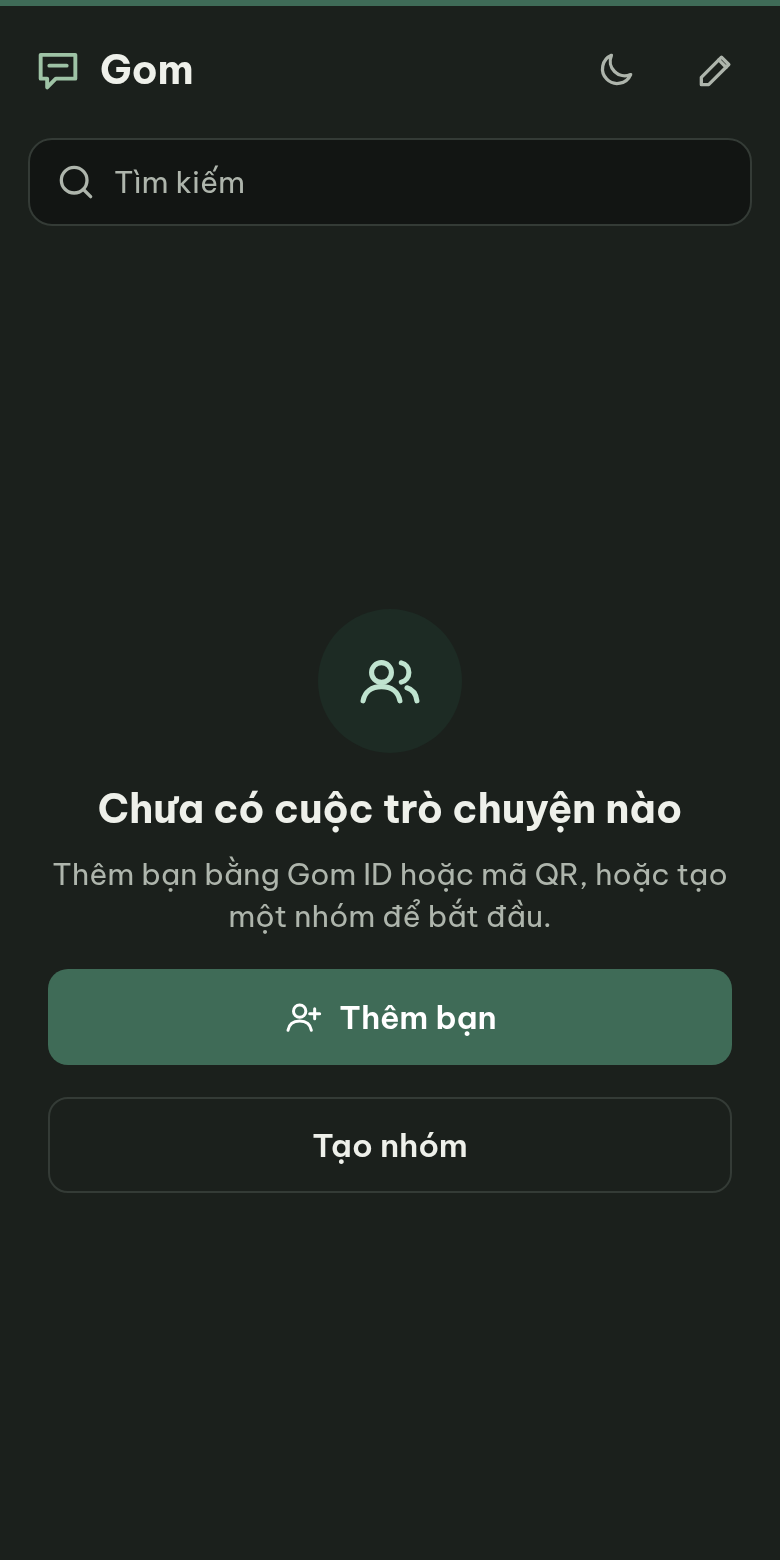 Gom
Tìm kiếm
Chưa có cuộc trò chuyện nào
Thêm bạn bằng Gom ID hoặc mã QR, hoặc tạo
một nhóm để bắt đầu.
Thêm bạn
Tạo nhóm